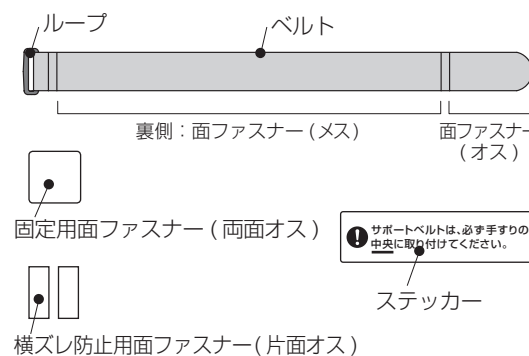 ループ
ベルト
裏側：面ファスナー（メス）
面ファスナー
（オス）
固定用面ファスナー（両面オス）
サポートベルトは、必ず手すりの
中央に取り付けてください。
ステッカー
横ズレ防止用面ファスナー（片面オス）